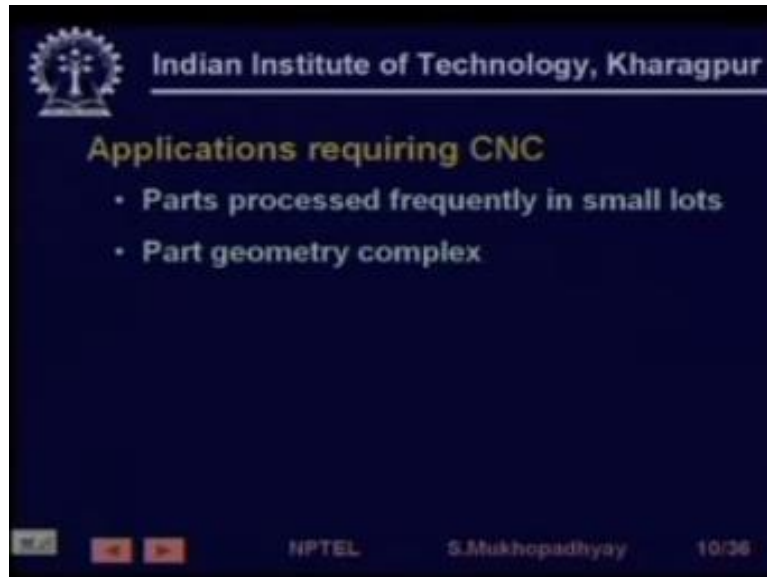 Indian Institute of Technology, Kharagpur
Applications requiring CNC
• Parts processed frequently in small lots
• Part geometry complex
NPTEL S.Mukhopadhyay 10/36